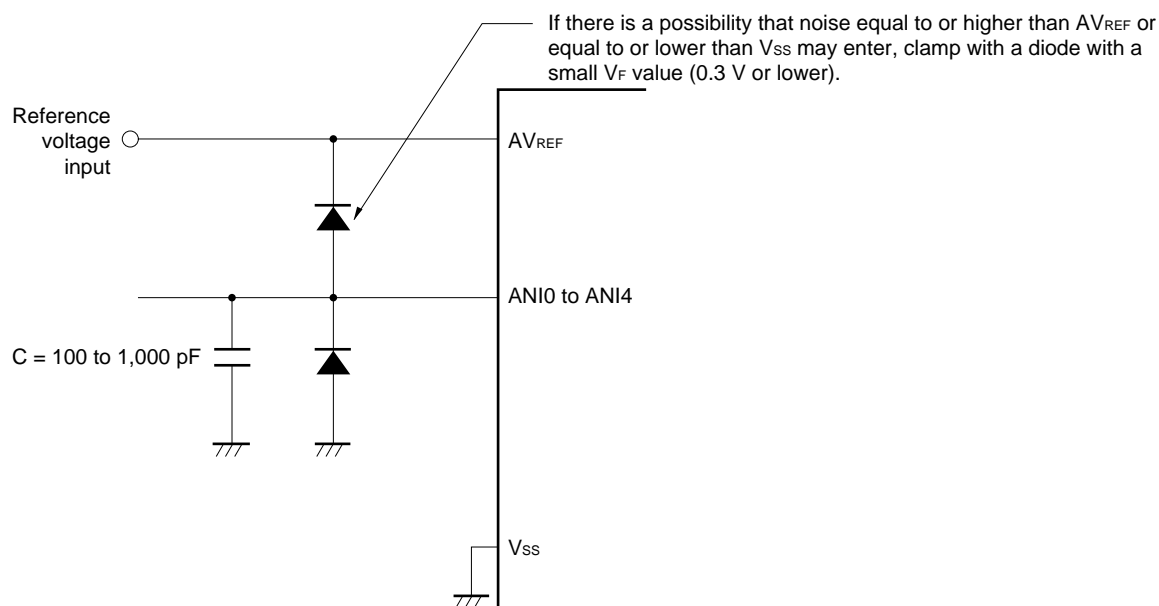 If there is a possibility that noise equal to or higher than AVREF or
equal to or lower than VSS may enter, clamp with a diode with a
small VF value (0.3 V or lower).
Reference
voltage
input
AVREF
ANI0 to ANI4
C = 100 to 1,000 pF
VSS